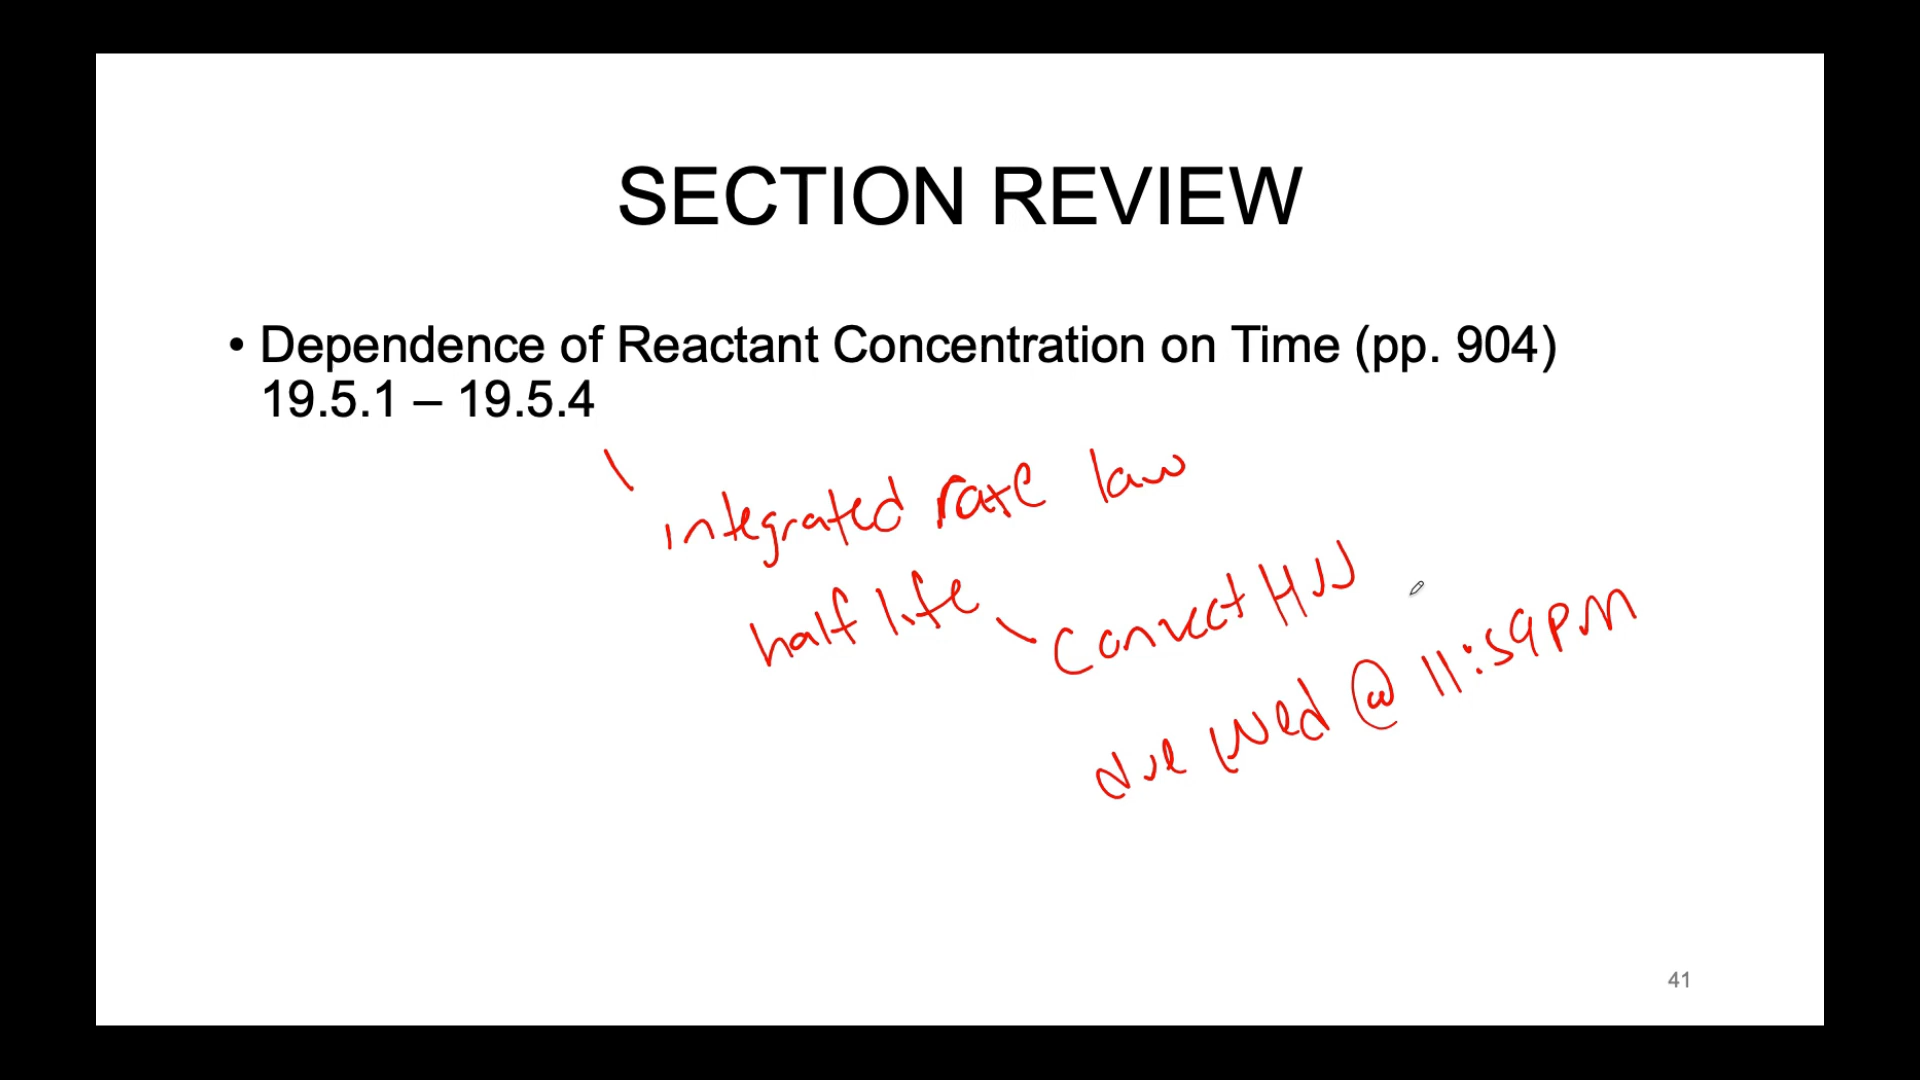 SECTION REVIEW
• Dependence of Reactant Concentration on Time (pp. 904)
19.5.1 – 19.5.4
integrated rate law
half life
Connect HW
due Wed @ 11:59PM
41